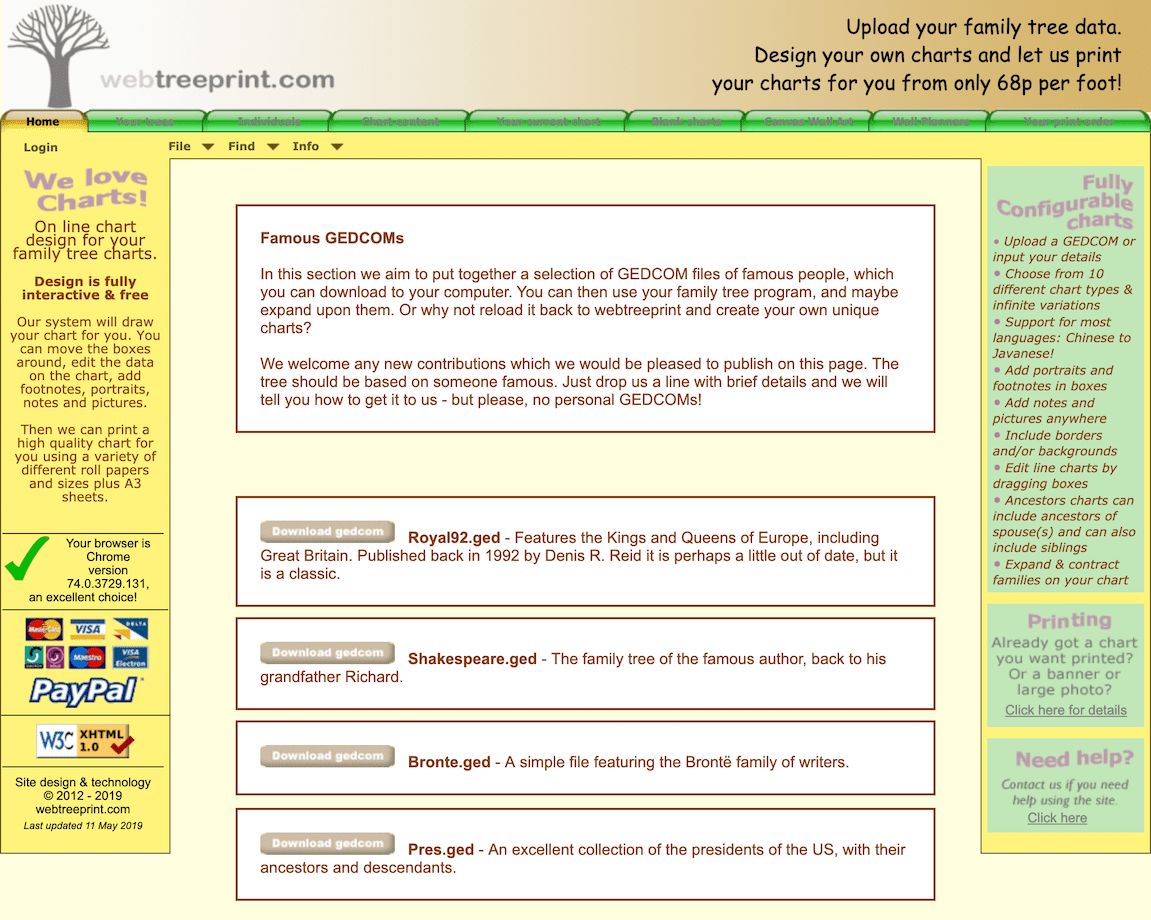 Upload your family tree data.
Design your own charts and let us print
your charts for you from only 68p per foot!
webtreeprint.com
Home
Your trees
Individuals
Chart content
Your current chart
Blank charts
Canvas Wall Art
Wall Planners
Your print order
Login
File
Find
Info
We love
Charts!
On line chart
design for your
family tree charts.
Design is fully
interactive & free
Our system will draw
your chart for you. You
can move the boxes
around, edit the data
on the chart, add
footnotes, portraits,
notes and pictures.
Then we can print a
high quality chart for
you using a variety of
different roll papers
and sizes plus A3
sheets.
Your browser is
Chrome
version
74.0.3729.131,
an excellent choice!
MasterCard
VISA
DELTA
Maestro
VISA
Electron
PayPal
W3C XHTML
1.0
Site design & technology
© 2012 - 2019
webtreeprint.com
Last updated 11 May 2019
Famous GEDCOMs
In this section we aim to put together a selection of GEDCOM files of famous people, which
you can download to your computer. You can then use your family tree program, and maybe
expand upon them. Or why not reload it back to webtreeprint and create your own unique
charts?
We welcome any new contributions which we would be pleased to publish on this page. The
tree should be based on someone famous. Just drop us a line with brief details and we will
tell you how to get it to us - but please, no personal GEDCOMs!
Download gedcom Royal92.ged - Features the Kings and Queens of Europe, including
Great Britain. Published back in 1992 by Denis R. Reid it is perhaps a little out of date, but it
is a classic.
Download gedcom Shakespeare.ged - The family tree of the famous author, back to his
grandfather Richard.
Download gedcom Bronte.ged - A simple file featuring the Brontë family of writers.
Download gedcom Pres.ged - An excellent collection of the presidents of the US, with their
ancestors and descendants.
Fully
Configurable
charts
• Upload a GEDCOM or
input your details
• Choose from 10
different chart types &
infinite variations
• Support for most
languages: Chinese to
Javanese!
• Add portraits and
footnotes in boxes
• Add notes and
pictures anywhere
• Include borders
and/or backgrounds
• Edit line charts by
dragging boxes
• Ancestors charts can
include ancestors of
spouse(s) and can also
include siblings
• Expand & contract
families on your chart
Printing
Already got a chart
you want printed?
Or a banner or
large photo?
Click here for details
Need help?
Contact us if you need
help using the site.
Click here